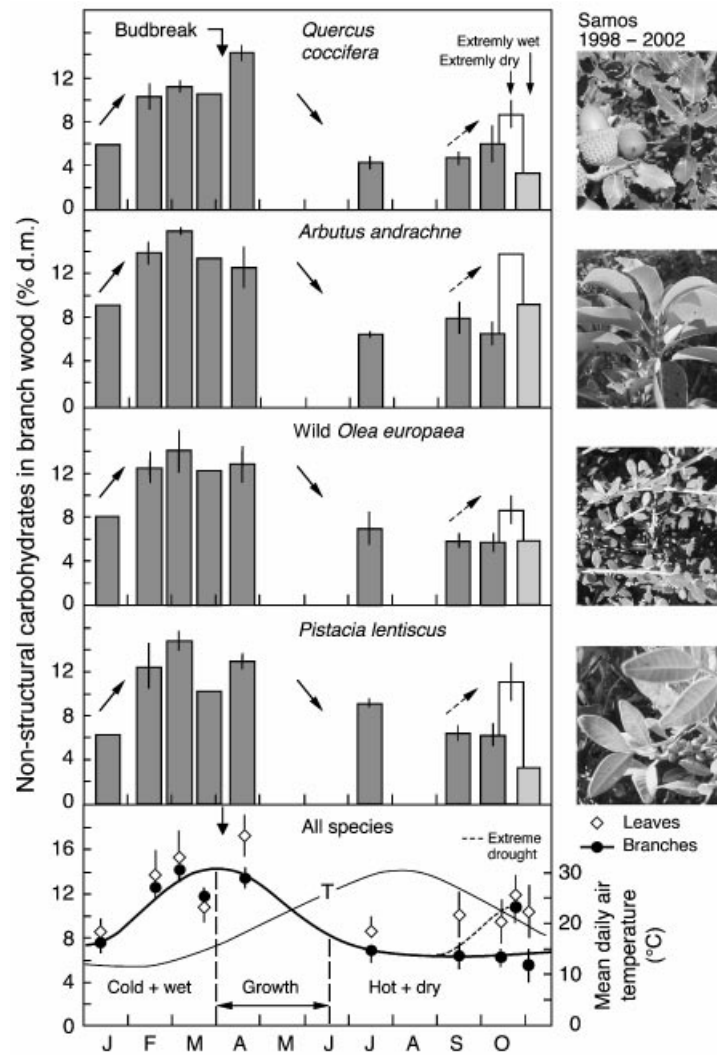 Budbreak
Quercus
coccifera
Extremly wet
Extremly dry
Samos
1998 – 2002
12
8
4
0
Arbutus andrachne
12
8
4
0
Wild Olea europaea
12
8
4
0
Pistacia lentiscus
12
8
4
0
Non-structural carbohydrates in branch wood (% d.m.)
All species
Leaves
Branches
Extreme
drought
16
12
8
4
0
T
30
20
10
0
Mean daily air
temperature
(°C)
Cold + wet
Growth
Hot + dry
J F M A M J J A S O